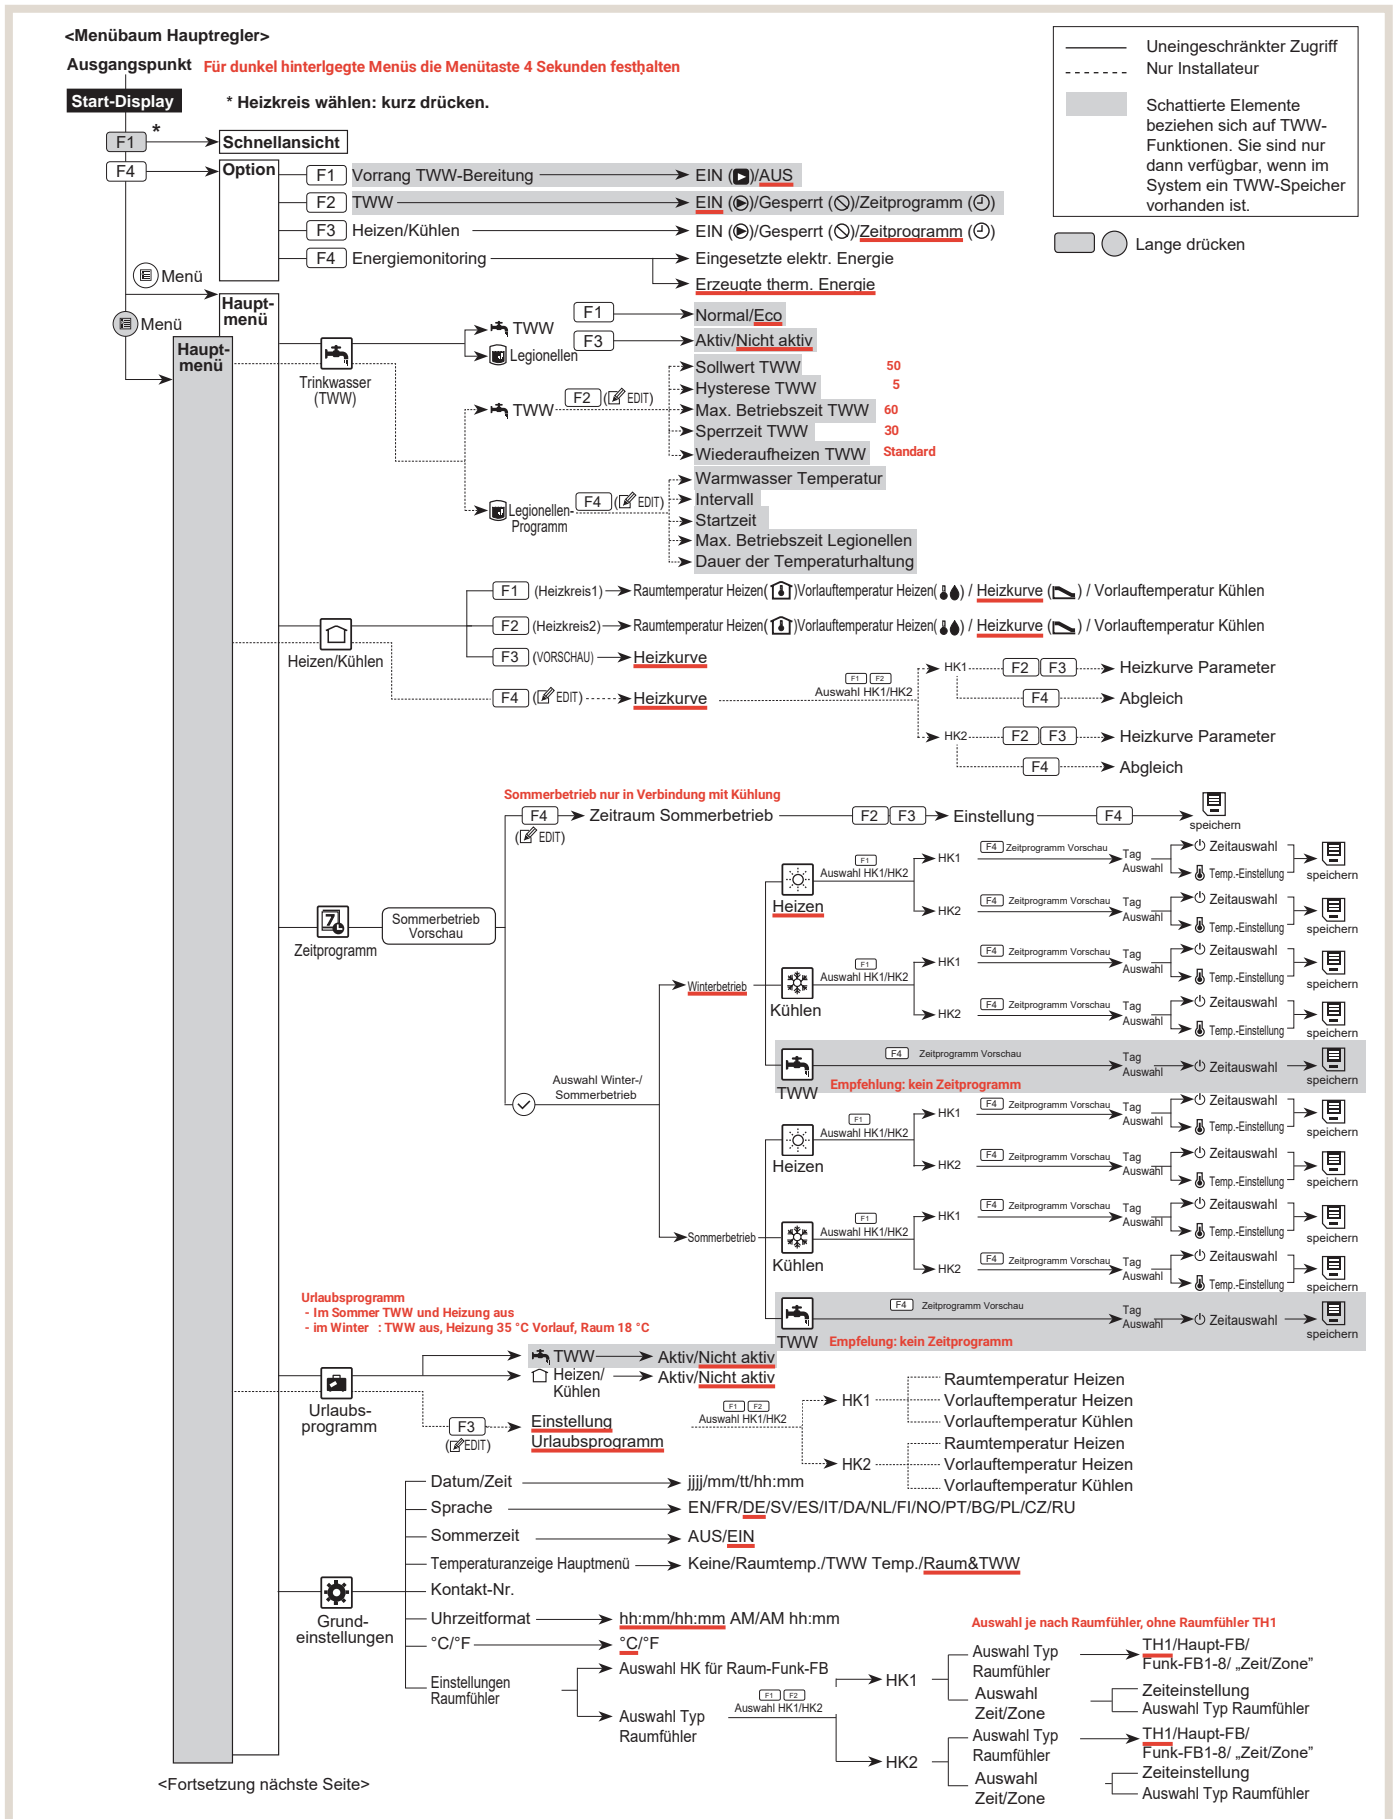 <Menübaum Hauptregler>
Ausgangspunkt Für dunkel hinterlgegte Menüs die Menütaste 4 Sekunden festhalten
Start-Display * Heizkreis wählen: kurz drücken.
Uneingeschränkter Zugriff
Nur Installateur
Schattierte Elemente
beziehen sich auf TWW-
Funktionen. Sie sind nur
dann verfügbar, wenn im
System ein TWW-Speicher
vorhanden ist.
Lange drücken
F1 * Schnellansicht
F4 Option
F1 Vorrang TWW-Bereitung EIN ()/AUS
F2 TWW EIN ()/Gesperrt ()/Zeitprogramm ()
F3 Heizen/Kühlen EIN ()/Gesperrt ()/Zeitprogramm ()
F4 Energiemonitoring Eingesetzte elektr. Energie
Erzeugte therm. Energie
Menü
Haupt-
menü
Menü
Haupt-
menü
Trinkwasser
(TWW)
TWW F1 Normal/Eco
Legionellen F3 Aktiv/Nicht aktiv
TWW F2 (EDIT)
Sollwert TWW 50
Hysterese TWW 5
Max. Betriebszeit TWW 60
Sperrzeit TWW 30
Wiederaufheizen TWW Standard
Legionellen-
Programm
F4 (EDIT)
Warmwasser Temperatur
Intervall
Startzeit
Max. Betriebszeit Legionellen
Dauer der Temperaturhaltung
Heizen/Kühlen
F1 (Heizkreis1) Raumtemperatur Heizen()Vorlauftemperatur Heizen() / Heizkurve () / Vorlauftemperatur Kühlen
F2 (Heizkreis2) Raumtemperatur Heizen()Vorlauftemperatur Heizen() / Heizkurve () / Vorlauftemperatur Kühlen
F3 (VORSCHAU) Heizkurve
F4 (EDIT) Heizkurve
F1 F2
Auswahl HK1/HK2
HK1 F2 F3 Heizkurve Parameter
F4 Abgleich
HK2 F2 F3 Heizkurve Parameter
F4 Abgleich
Sommerbetrieb nur in Verbindung mit Kühlung
F4 Zeitraum Sommerbetrieb F2 F3 Einstellung F4 speichern
(EDIT)
Zeitprogramm
Sommerbetrieb
Vorschau
Auswahl Winter-/
Sommerbetrieb
Winterbetrieb
Heizen
F1
Auswahl HK1/HK2
HK1 F4 Zeitprogramm Vorschau Tag
Auswahl
Zeitauswahl
Temp.-Einstellung
speichern
HK2 F4 Zeitprogramm Vorschau Tag
Auswahl
Zeitauswahl
Temp.-Einstellung
speichern
Kühlen
F1
Auswahl HK1/HK2
HK1 F4 Zeitprogramm Vorschau Tag
Auswahl
Zeitauswahl
Temp.-Einstellung
speichern
HK2 F4 Zeitprogramm Vorschau Tag
Auswahl
Zeitauswahl
Temp.-Einstellung
speichern
TWW
F4 Zeitprogramm Vorschau Tag
Auswahl
Zeitauswahl
speichern
Empfehlung: kein Zeitprogramm
Sommerbetrieb
Heizen
F1
Auswahl HK1/HK2
HK1 F4 Zeitprogramm Vorschau Tag
Auswahl
Zeitauswahl
Temp.-Einstellung
speichern
HK2 F4 Zeitprogramm Vorschau Tag
Auswahl
Zeitauswahl
Temp.-Einstellung
speichern
Kühlen
F1
Auswahl HK1/HK2
HK1 F4 Zeitprogramm Vorschau Tag
Auswahl
Zeitauswahl
Temp.-Einstellung
speichern
HK2 F4 Zeitprogramm Vorschau Tag
Auswahl
Zeitauswahl
Temp.-Einstellung
speichern
TWW
F4 Zeitprogramm Vorschau Tag
Auswahl
Zeitauswahl
speichern
Empfelung: kein Zeitprogramm
Urlaubsprogramm
- Im Sommer TWW und Heizung aus
- im Winter : TWW aus, Heizung 35 °C Vorlauf, Raum 18 °C
Urlaubs-
programm
TWW Aktiv/Nicht aktiv
Heizen/
Kühlen
Aktiv/Nicht aktiv
F3
(EDIT)
Einstellung
Urlaubsprogramm
F1 F2
Auswahl HK1/HK2
HK1
Raumtemperatur Heizen
Vorlauftemperatur Heizen
Vorlauftemperatur Kühlen
HK2
Raumtemperatur Heizen
Vorlauftemperatur Heizen
Vorlauftemperatur Kühlen
Grund-
einstellungen
Datum/Zeit jjjj/mm/tt/hh:mm
Sprache EN/FR/DE/SV/ES/IT/DA/NL/FI/NO/PT/BG/PL/CZ/RU
Sommerzeit AUS/EIN
Temperaturanzeige Hauptmenü Keine/Raumtemp./TWW Temp./Raum&TWW
Kontakt-Nr.
Uhrzeitformat hh:mm/hh:mm AM/AM hh:mm
°C/°F °C/°F
Einstellungen
Raumfühler
Auswahl HK für Raum-Funk-FB
Auswahl Typ
Raumfühler
F1 F2
Auswahl HK1/HK2
Auswahl je nach Raumfühler, ohne Raumfühler TH1
HK1
Auswahl Typ
Raumfühler
TH1/Haupt-FB/
Funk-FB1-8/ „Zeit/Zone”
Auswahl
Zeit/Zone
Zeiteinstellung
Auswahl Typ Raumfühler
HK2
Auswahl Typ
Raumfühler
TH1/Haupt-FB/
Funk-FB1-8/ „Zeit/Zone”
Auswahl
Zeit/Zone
Zeiteinstellung
Auswahl Typ Raumfühler
<Fortsetzung nächste Seite>